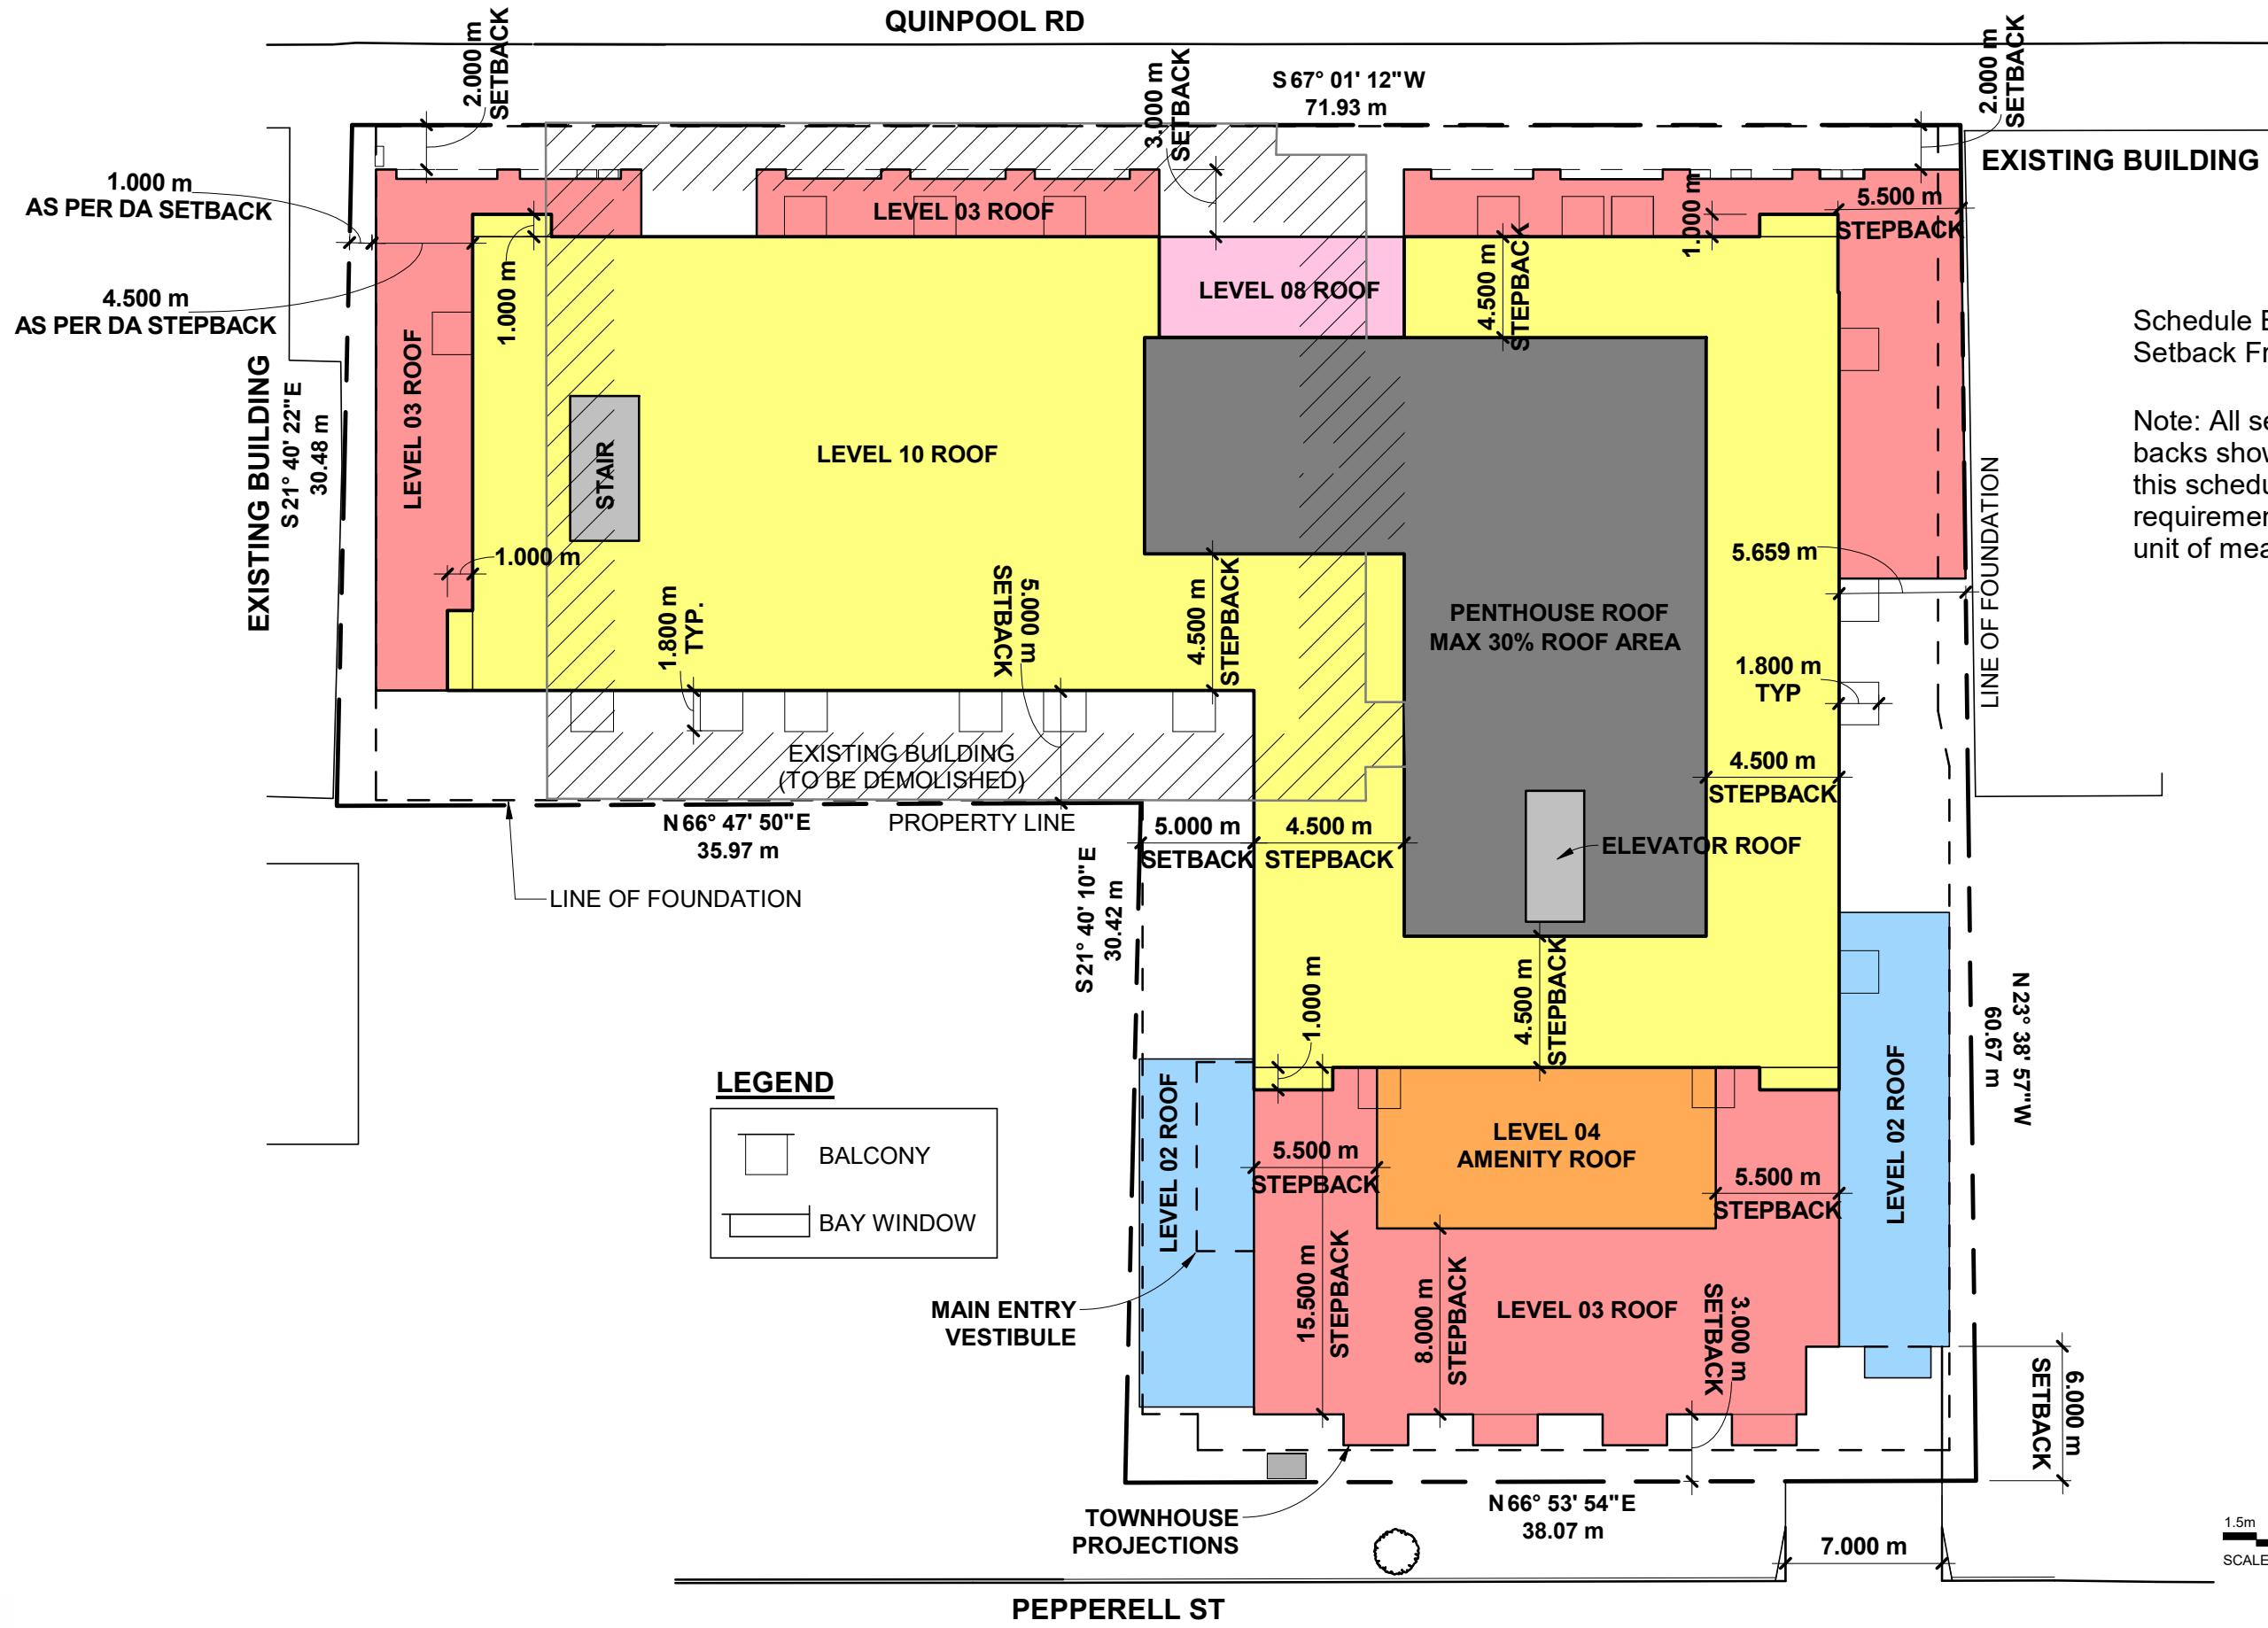 QUINPOOL RD
2.000 m
SETBACK
3.000 m
SETBACK
S 67° 01' 12"W
71.93 m
2.000 m
SETBACK
EXISTING BUILDING
1.000 m
AS PER DA SETBACK
4.500 m
AS PER DA STEPBACK
LEVEL 03 ROOF
1.000 m
5.500 m
STEPBACK
1.000 m
LEVEL 08 ROOF
4.500 m
STEPBACK
Schedule
Setback
Note: All
backs
this
unit of
EXISTING BUILDING
S 21° 40' 22"E
30.48 m
LEVEL 03 ROOF
STAIR
LEVEL 10 ROOF
1.000 m
1.800 m
TYP.
5.000 m
SETBACK
4.500 m
STEPBACK
PENTHOUSE ROOF
MAX 30% ROOF AREA
5.659 m
LINE OF FOUNDATION
1.800 m
TYP
4.500 m
STEPBACK
EXISTING BUILDING
(TO BE DEMOLISHED)
N 66° 47' 50"E
35.97 m
PROPERTY LINE
5.000 m
SETBACK
4.500 m
STEPBACK
ELEVATOR ROOF
LINE OF FOUNDATION
S 21° 40' 10"E
30.42 m
1.000 m
4.500 m
STEPBACK
N 23° 38' 57"W
60.67 m
LEGEND
BALCONY
BAY WINDOW
LEVEL 02 ROOF
LEVEL 04
AMENITY ROOF
5.500 m
STEPBACK
5.500 m
STEPBACK
LEVEL 02 ROOF
MAIN ENTRY
VESTIBULE
15.500 m
STEPBACK
8.000 m
STEPBACK
LEVEL 03 ROOF
3.000 m
SETBACK
6.000 m
SETBACK
TOWNHOUSE
PROJECTIONS
N 66° 53' 54"E
38.07 m
7.000 m
1.5m
SCALE
PEPPERELL ST